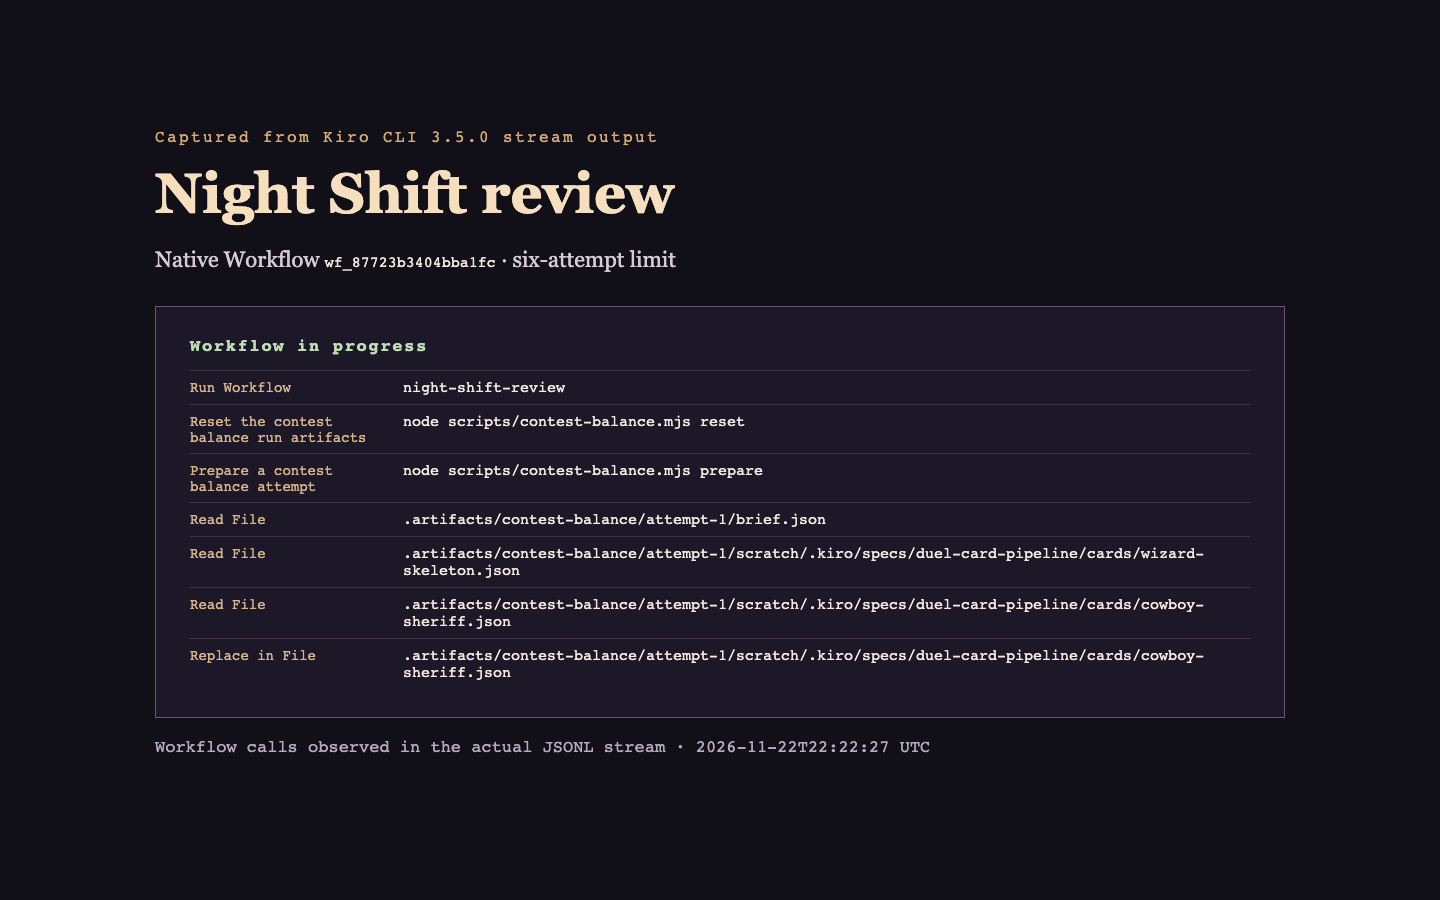 Captured from Kiro CLI 3.5.0 stream output
Night Shift review
Native Workflow wf_87723b3404bba1fc · six-attempt limit
Workflow in progress
Run Workflow night-shift-review
Reset the contest node scripts/contest-balance.mjs reset
balance run artifacts
Prepare a contest node scripts/contest-balance.mjs prepare
balance attempt
Read File .artifacts/contest-balance/attempt-1/brief.json
Read File .artifacts/contest-balance/attempt-1/scratch/.kiro/specs/duel-card-pipeline/cards/wizard-
skeleton.json
Read File .artifacts/contest-balance/attempt-1/scratch/.kiro/specs/duel-card-pipeline/cards/cowboy-
sheriff.json
Replace in File .artifacts/contest-balance/attempt-1/scratch/.kiro/specs/duel-card-pipeline/cards/cowboy-
sheriff.json
Workflow calls observed in the actual JSONL stream · 2026-11-22T22:22:27 UTC